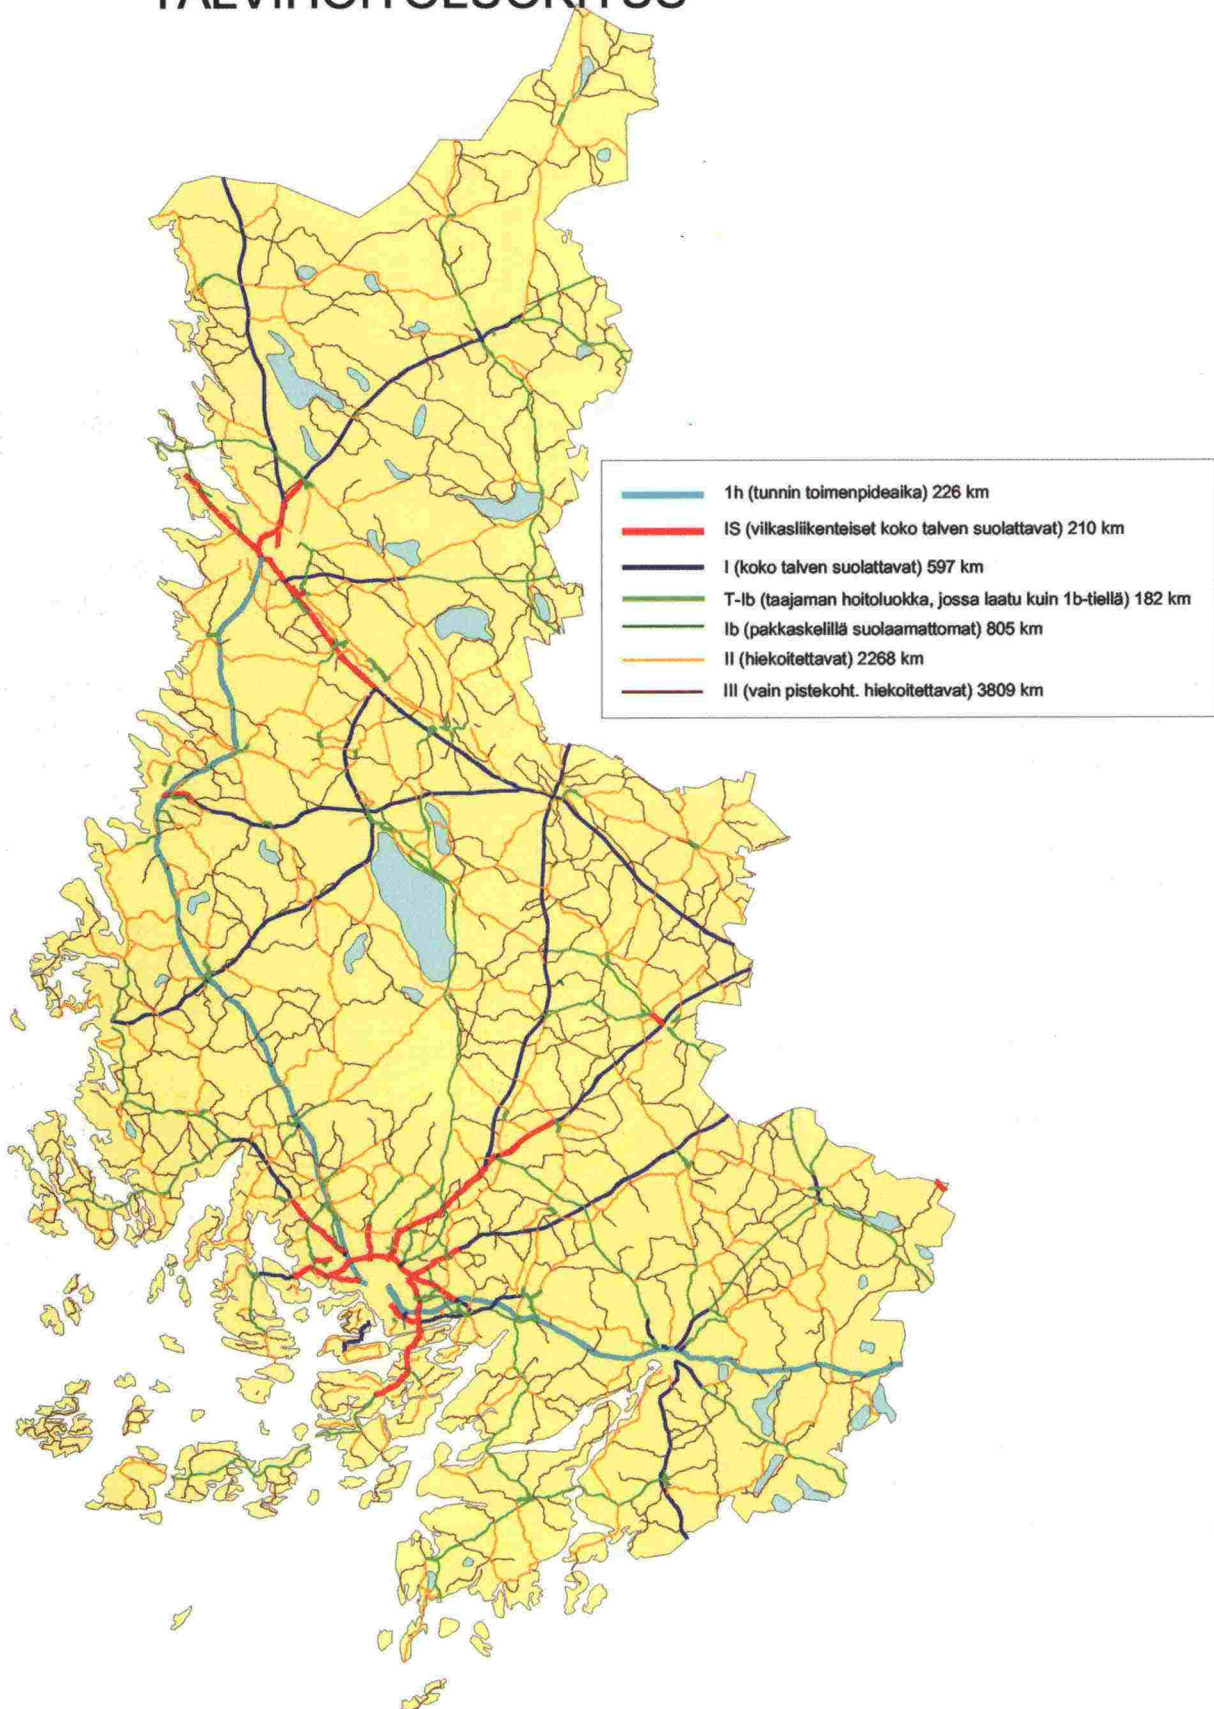 TALVIHOITOLUOKITUS
1h (tunnin toimenpideaika) 226 km
IS (vilkasliikenteiset koko talven suolattavat) 210 km
I (koko talven suolattavat) 597 km
T-Ib (taajaman hoitoluokka, jossa laatu kuin 1b-tiellä) 182 km
Ib (pakkaskelillä suolaamattomat) 805 km
II (hiekoitettavat) 2268 km
III (vain pistekoht. hiekoitettavat) 3809 km